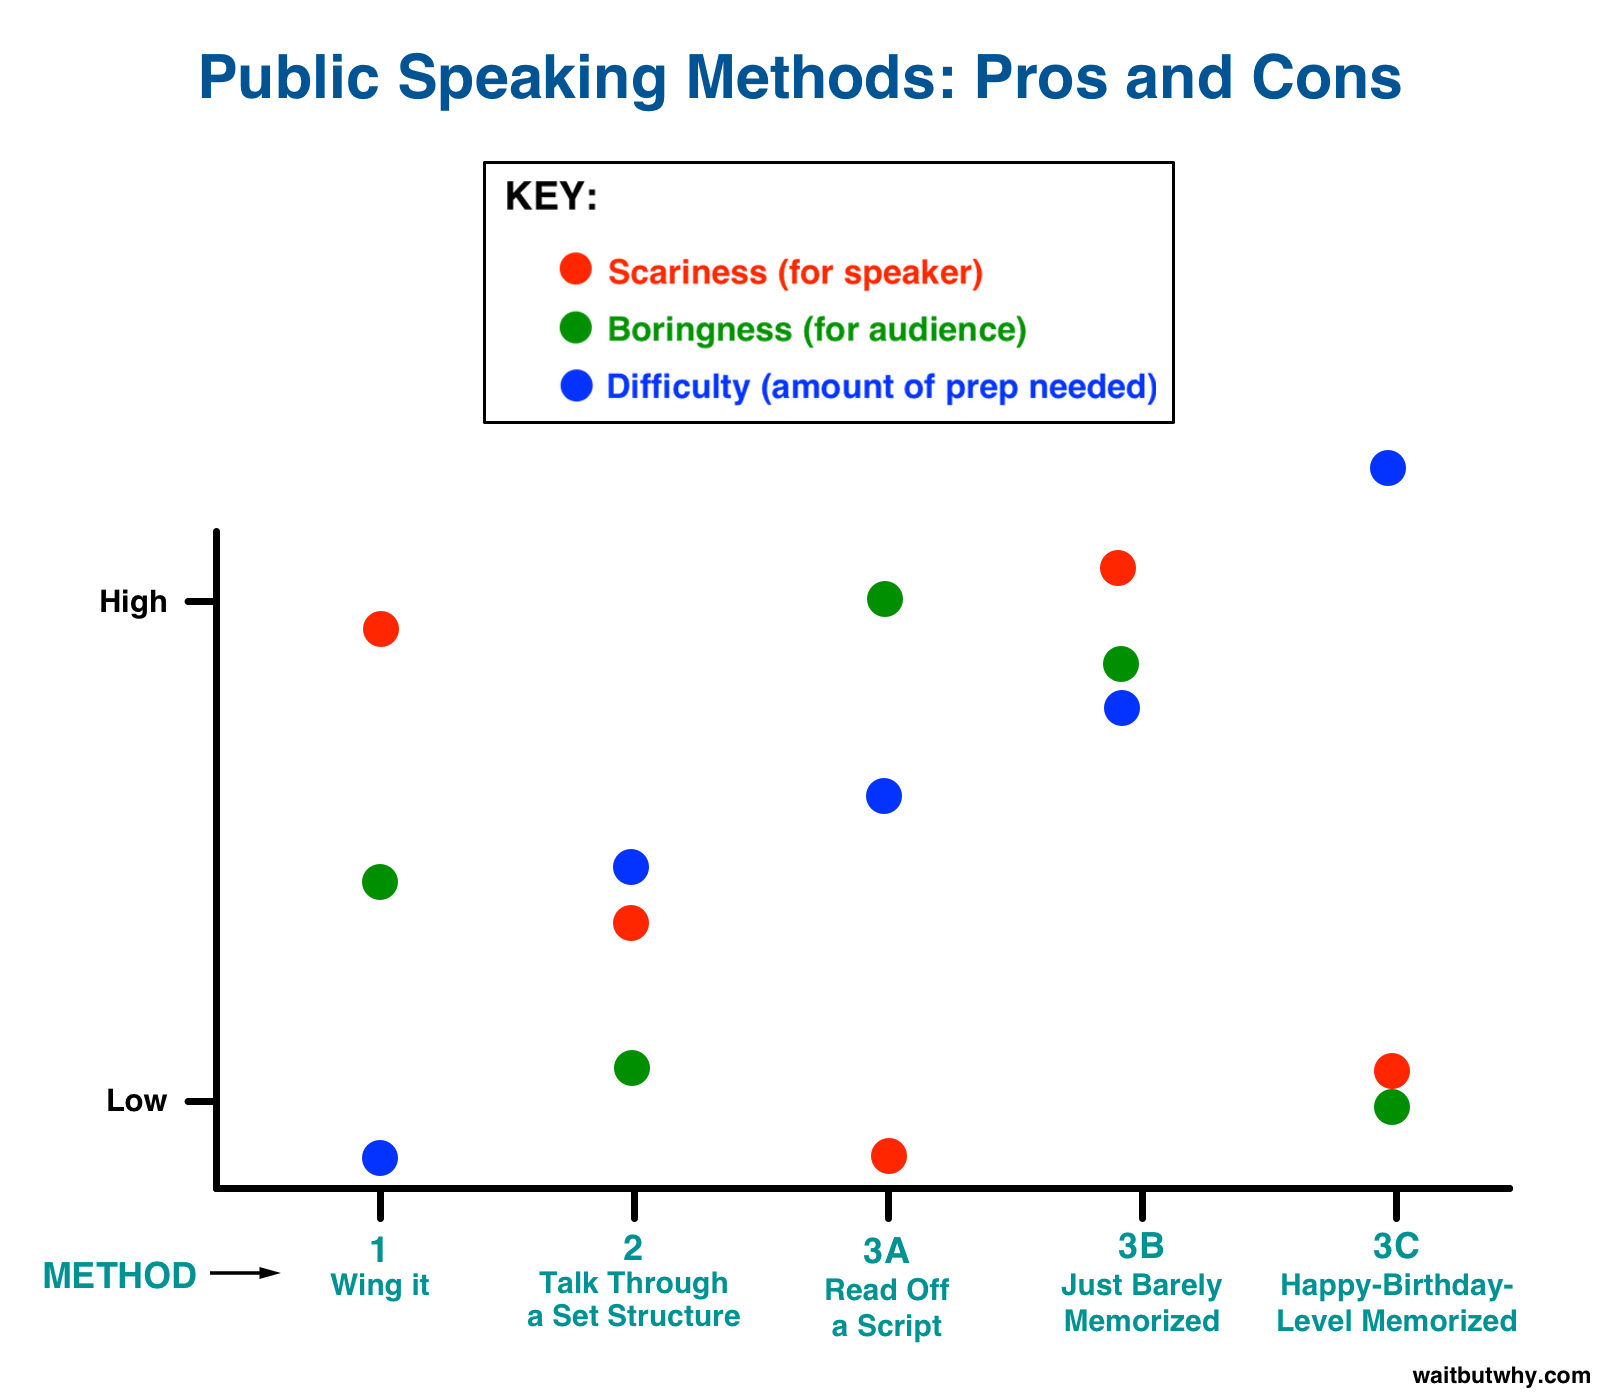 Public Speaking Methods: Pros and Cons
KEY:
Scariness (for speaker)
Boringness (for audience)
Difficulty (amount of prep needed)
High
Low
METHOD
1
Wing it
2
Talk Through
a Set Structure
3A
Read Off
a Script
3B
Just Barely
Memorized
3C
Happy-Birthday-
Level Memorized
waitbutwhy.com